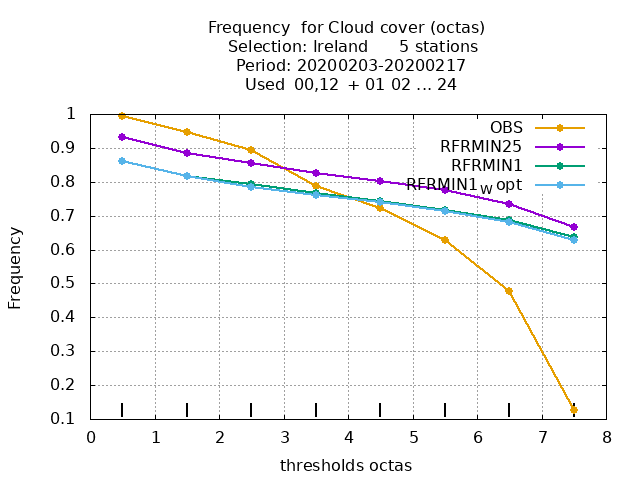 Frequency for Cloud cover (octas)
Selection: Ireland 5 stations
Period: 20200203-20200217
Used 00,12 + 01 02 ... 24
1
0.9
0.8
0.7
0.6
0.5
0.4
0.3
0.2
0.1
Frequency
OBS
RFRMIN25
RFRMIN1
RFRMIN1w opt
0 1 2 3 4 5 6 7 8
thresholds octas